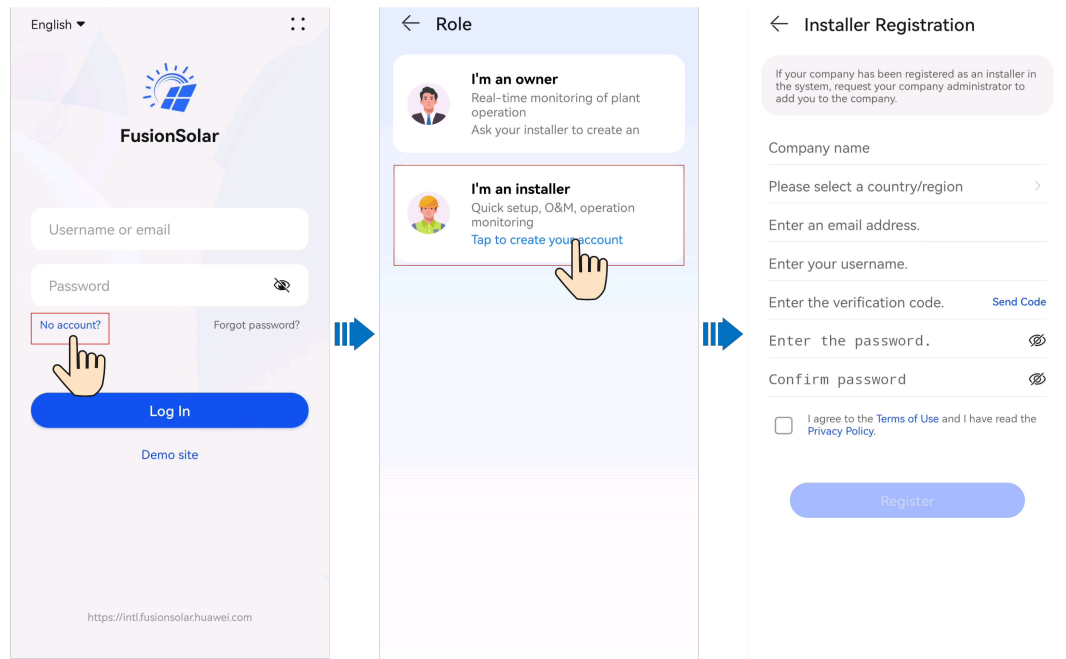 English
FusionSolar
Username or email
Password
No account?
Forgot password?
Log In
Demo site
https://intl.fusionsolar.huawei.com
Role
I'm an owner
Real-time monitoring of plant
operation
Ask your installer to create an
I'm an installer
Quick setup, O&M, operation
monitoring
Tap to create your account
Installer Registration
If your company has been registered as an installer in
the system, request your company administrator to
add you to the company.
Company name
Please select a country/region
Enter an email address.
Enter your username.
Enter the verification code.
Send Code
Enter the password.
Confirm password
I agree to the Terms of Use and I have read the
Privacy Policy.
Register